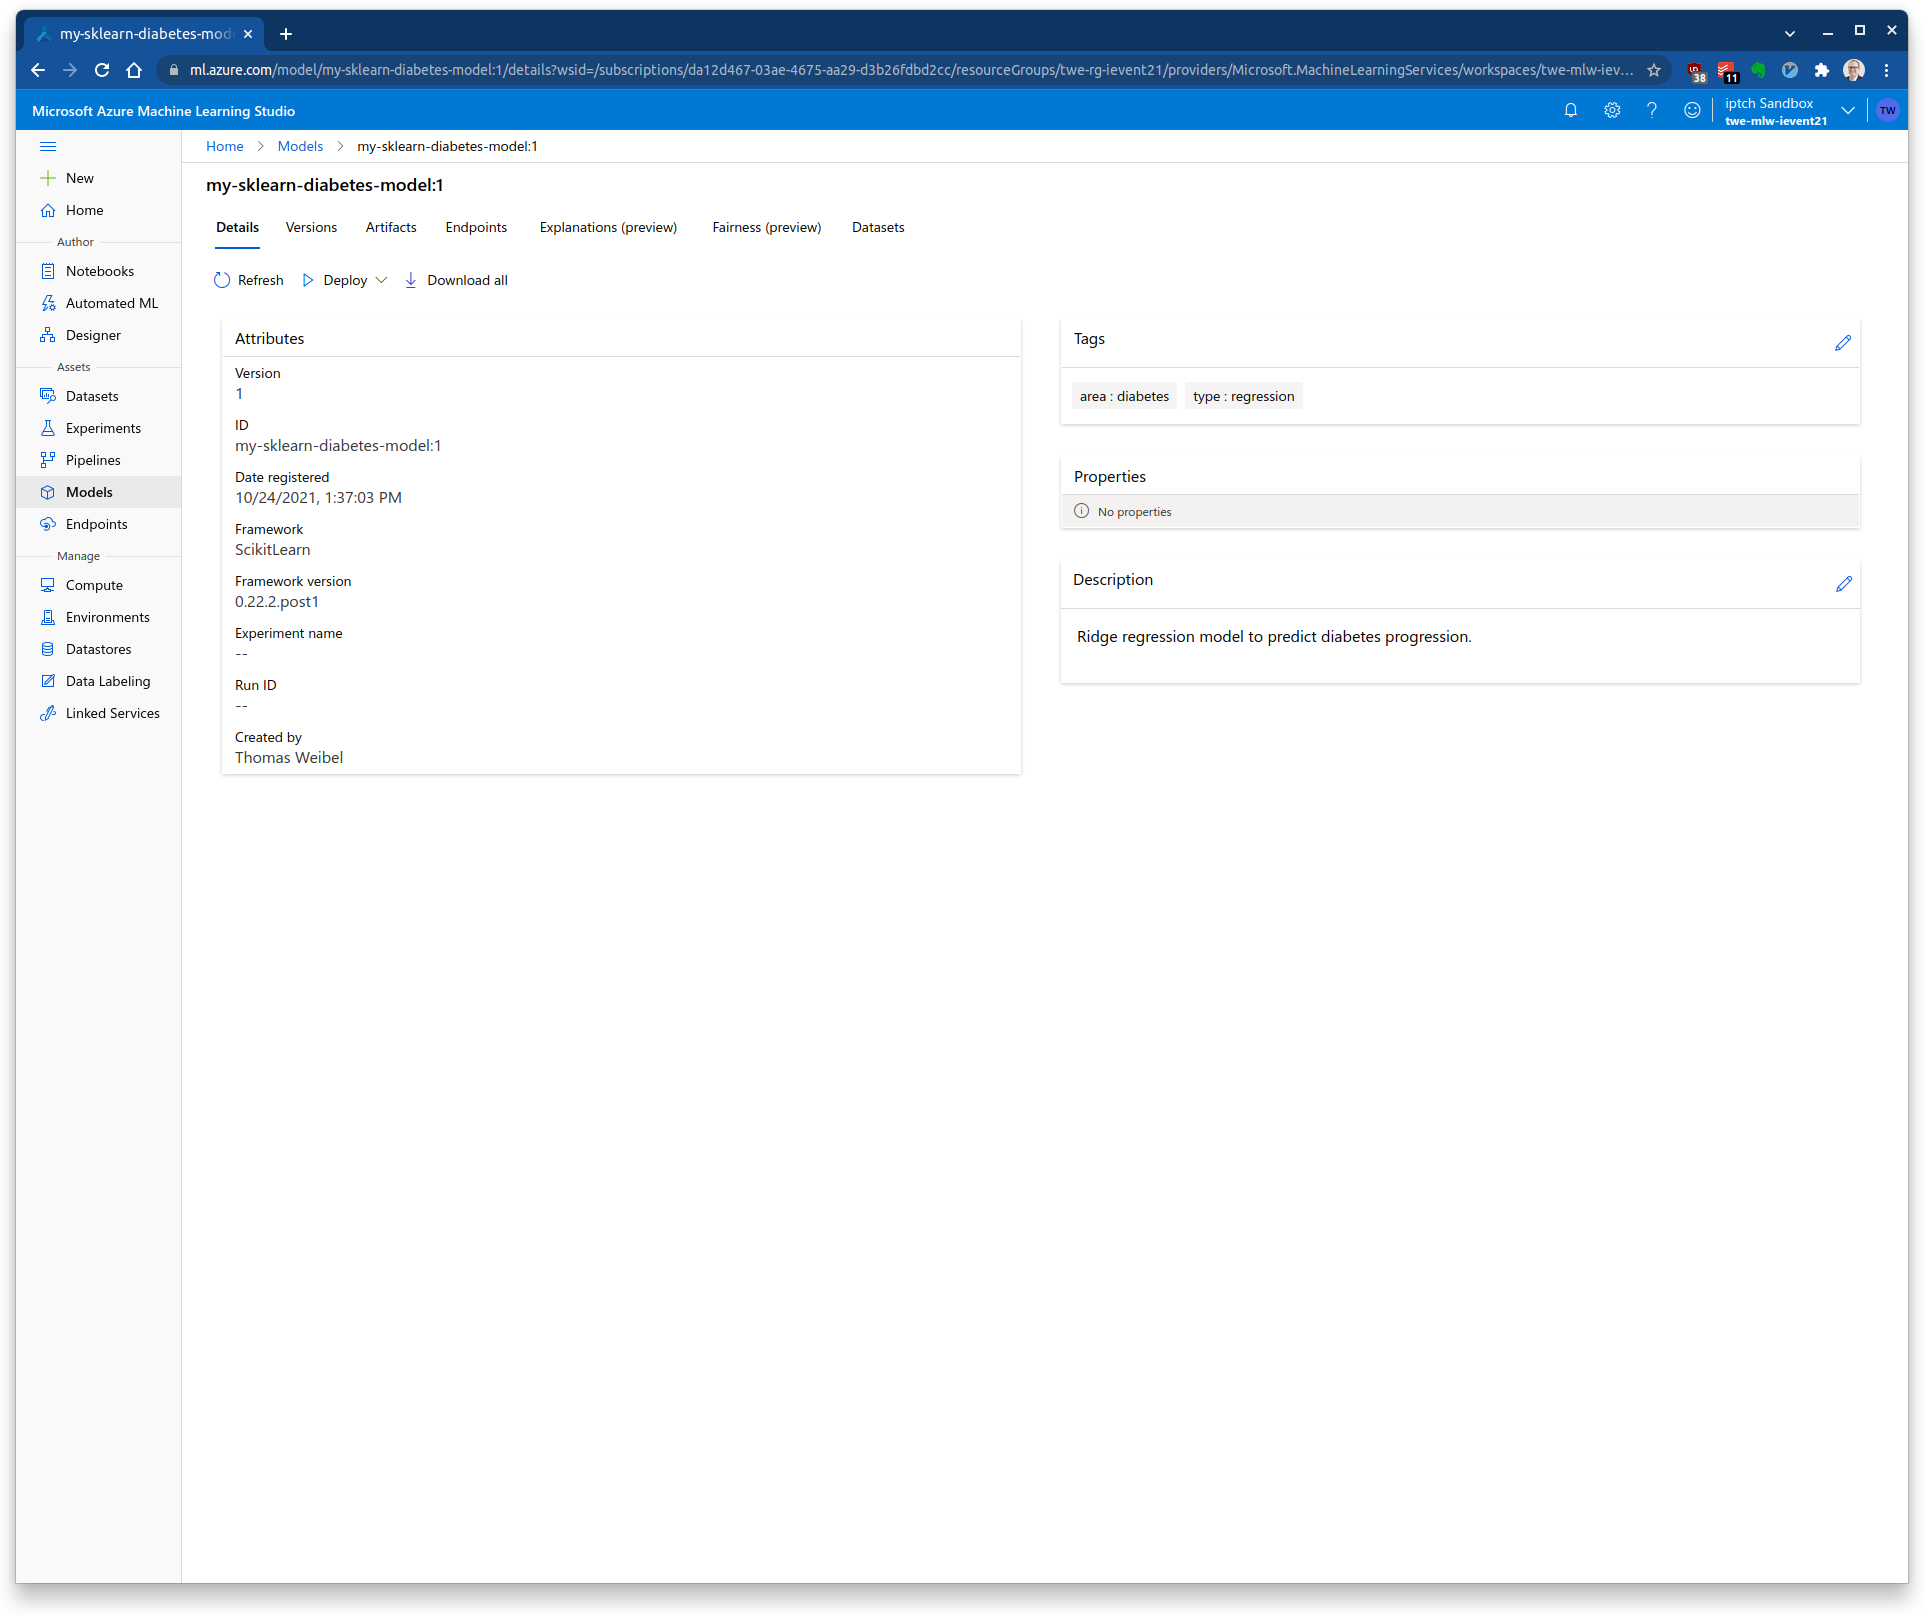 my-sklearn-diabetes-mod
ml.azure.com/model/my-sklearn-diabetes-model:1/details?wsid=/subscriptions/da12d467-03ae-4675-aa29-d3b26fdbd2cc/resourceGroups/twe-rg-ievent21/providers/Microsoft.MachineLearningServices/workspaces/twe-mlw-iev...
38
11
Microsoft Azure Machine Learning Studio
iptch Sandbox
twe-mlw-ievent21
TW
Home > Models > my-sklearn-diabetes-model:1
New
Home
Author
Notebooks
Automated ML
Designer
Assets
Datasets
Experiments
Pipelines
Models
Endpoints
Manage
Compute
Environments
Datastores
Data Labeling
Linked Services
my-sklearn-diabetes-model:1
Details Versions Artifacts Endpoints Explanations (preview) Fairness (preview) Datasets
Refresh Deploy Download all
Attributes
Version
1
ID
my-sklearn-diabetes-model:1
Date registered
10/24/2021, 1:37:03 PM
Framework
ScikitLearn
Framework version
0.22.2.post1
Experiment name
--
Run ID
--
Created by
Thomas Weibel
Tags
area : diabetes type : regression
Properties
No properties
Description
Ridge regression model to predict diabetes progression.